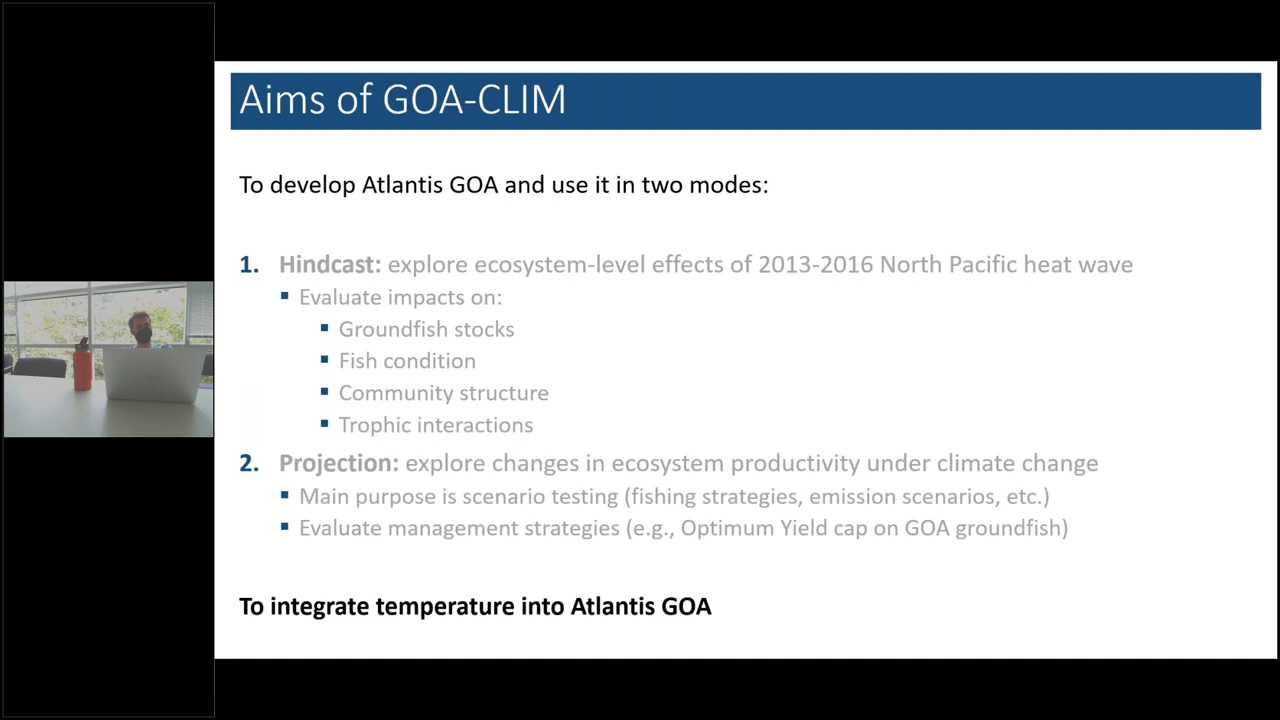 Aims of GOA-CLIM
To develop Atlantis GOA and use it in two modes:
1. Hindcast: explore ecosystem-level effects of 2013-2016 North Pacific heat wave
▪ Evaluate impacts on:
▪ Groundfish stocks
▪ Fish condition
▪ Community structure
▪ Trophic interactions
2. Projection: explore changes in ecosystem productivity under climate change
▪ Main purpose is scenario testing (fishing strategies, emission scenarios, etc.)
▪ Evaluate management strategies (e.g., Optimum Yield cap on GOA groundfish)
To integrate temperature into Atlantis GOA